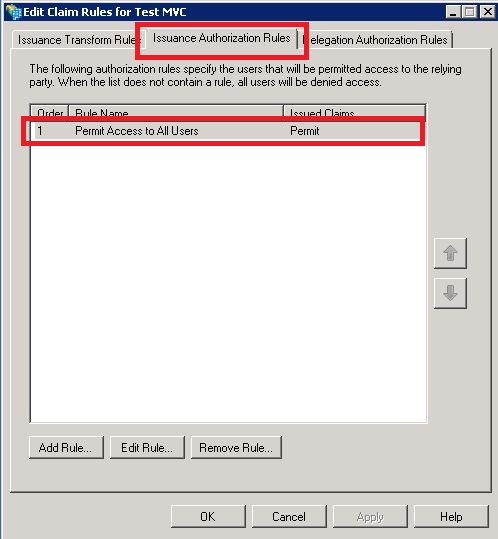 Edit Claim Rules for Test MVC
Issuance Transform Rules Issuance Authorization Rules Delegation Authorization Rules
The following authorization rules specify the users that will be permitted access to the relying
party. When the list does not contain a rule, all users will be denied access.
Order Rule Name Issued Claims
1 Permit Access to All Users Permit
Add Rule... Edit Rule... Remove Rule...
OK Cancel Apply Help